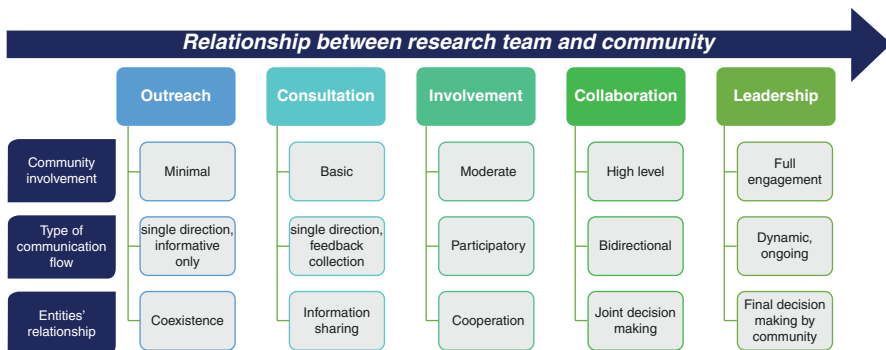 Relationship between research team and community
Outreach
Consultation
Involvement
Collaboration
Leadership
Community
involvement
Minimal
Basic
Moderate
High level
Full
engagement
Type of
communication
flow
single direction,
informative
only
single direction,
feedback
collection
Participatory
Bidirectional
Dynamic,
ongoing
Entities'
relationship
Coexistence
Information
sharing
Cooperation
Joint decision
making
Final decision
making by
community